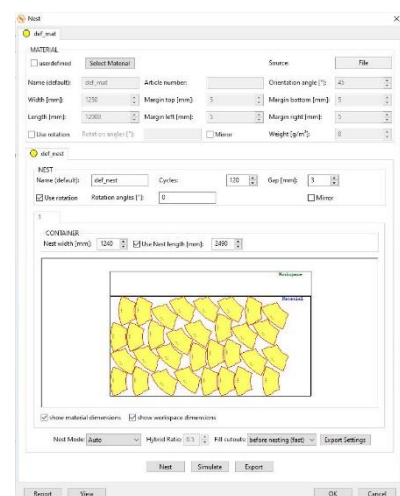 Nest
def_mat
MATERIAL
userdefined Select Material Source: File
Name (default): def_mat Article number: Orientation angle [°]: 45
Width [mm]: 1250 Margin top [mm]: 5 Margin bottom [mm]: 5
Length [mm]: Margin left [mm]: 5 Margin right [mm]: 5
Use rotation Rotation angles [°]: Mirror Weight [g/m²]: 0
def_nest
NEST
Name (default): def_nest Cycles: 120 Gap [mm]: 3
Use rotation Rotation angles [°]: 0 Mirror
1
CONTAINER
Nest width [mm]: 1240 Use Nest length [mm]: 2490
Workspace
Material
show material dimensions show workspace dimensions
Nest Mode: Auto Hybrid Ratio: 0.5 Fill cutouts: before nesting (fast) Export Settings
Nest Simulate Export
Report View OK Cancel